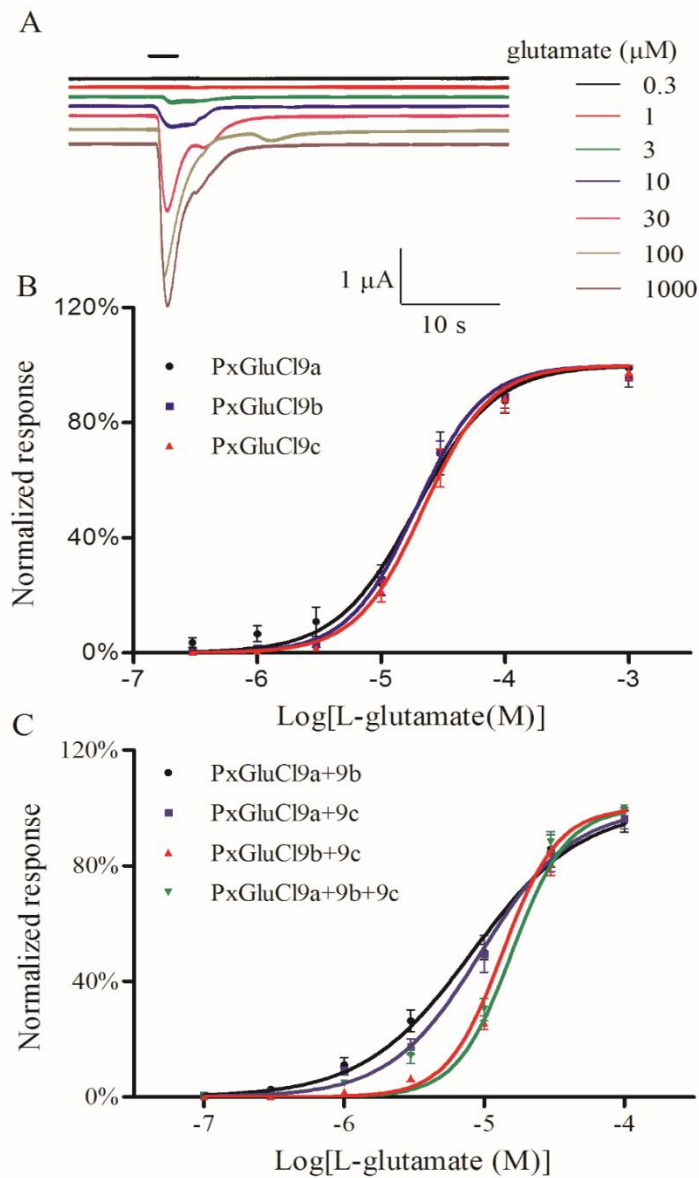 A
glutamate (μM)
0.3
1
3
10
30
100
1000
1 μA
10 s
B
120%
80%
40%
0%
Normalized response
PxGluCl9a
PxGluCl9b
PxGluCl9c
-7
-6
-5
-4
-3
Log[L-glutamate(M)]
C
120%
80%
40%
0%
Normalized response
PxGluCl9a+9b
PxGluCl9a+9c
PxGluCl9b+9c
PxGluCl9a+9b+9c
-7
-6
-5
-4
Log[L-glutamate (M)]